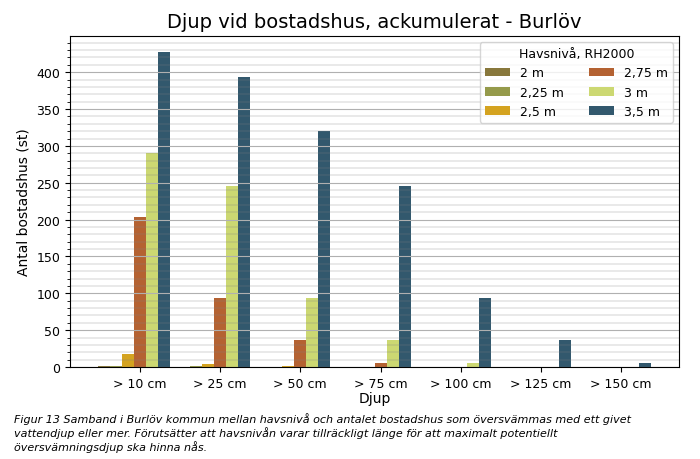 Djup vid bostadshus, ackumulerat - Burlöv
Havsnivå, RH2000
2 m
2,75 m
2,25 m
3 m
2,5 m
3,5 m
Antal bostadshus (st)
400
350
300
250
200
150
100
50
0
> 10 cm
> 25 cm
> 50 cm
> 75 cm
> 100 cm
> 125 cm
> 150 cm
Djup
Figur 13 Samband i Burlöv kommun mellan havsnivå och antalet bostadshus som översvämmas med ett givet
vattendjup eller mer. Förutsätter att havsnivån varar tillräckligt länge för att maximalt potentiellt
översvämningsdjup ska hinna nås.